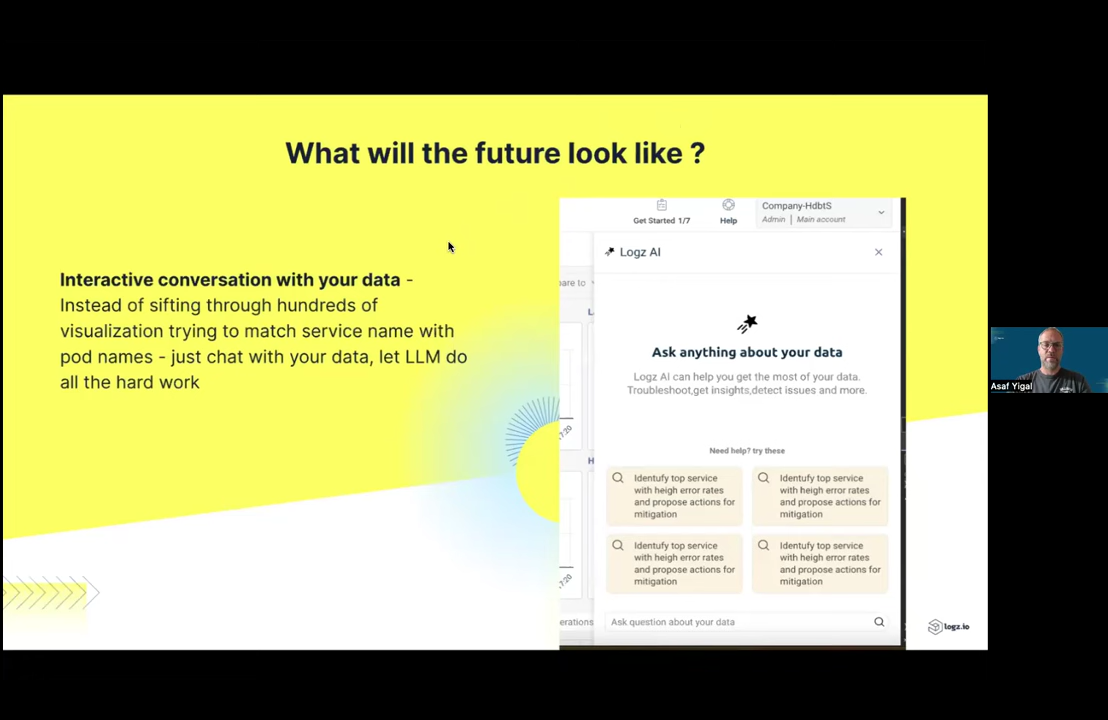 What will the future look like ?
Interactive conversation with your data -
Instead of sifting through hundreds of
visualization trying to match service name with
pod names - just chat with your data, let LLM do
all the hard work
Get Started 1/7
Help
Company-HdbtS
Admin | Main account
Logz AI
are to
L
H
7:20
7:20
erations
Ask anything about your data
Logz AI can help you get the most of your data.
Troubleshoot,get insights,detect issues and more.
Need help? try these
Identufy top service
with heigh error rates
and propose actions for
mitigation
Identufy top service
with heigh error rates
and propose actions for
mitigation
Identufy top service
with heigh error rates
and propose actions for
mitigation
Identufy top service
with heigh error rates
and propose actions for
mitigation
Ask question about your data
logz.io
Asaf Yigal